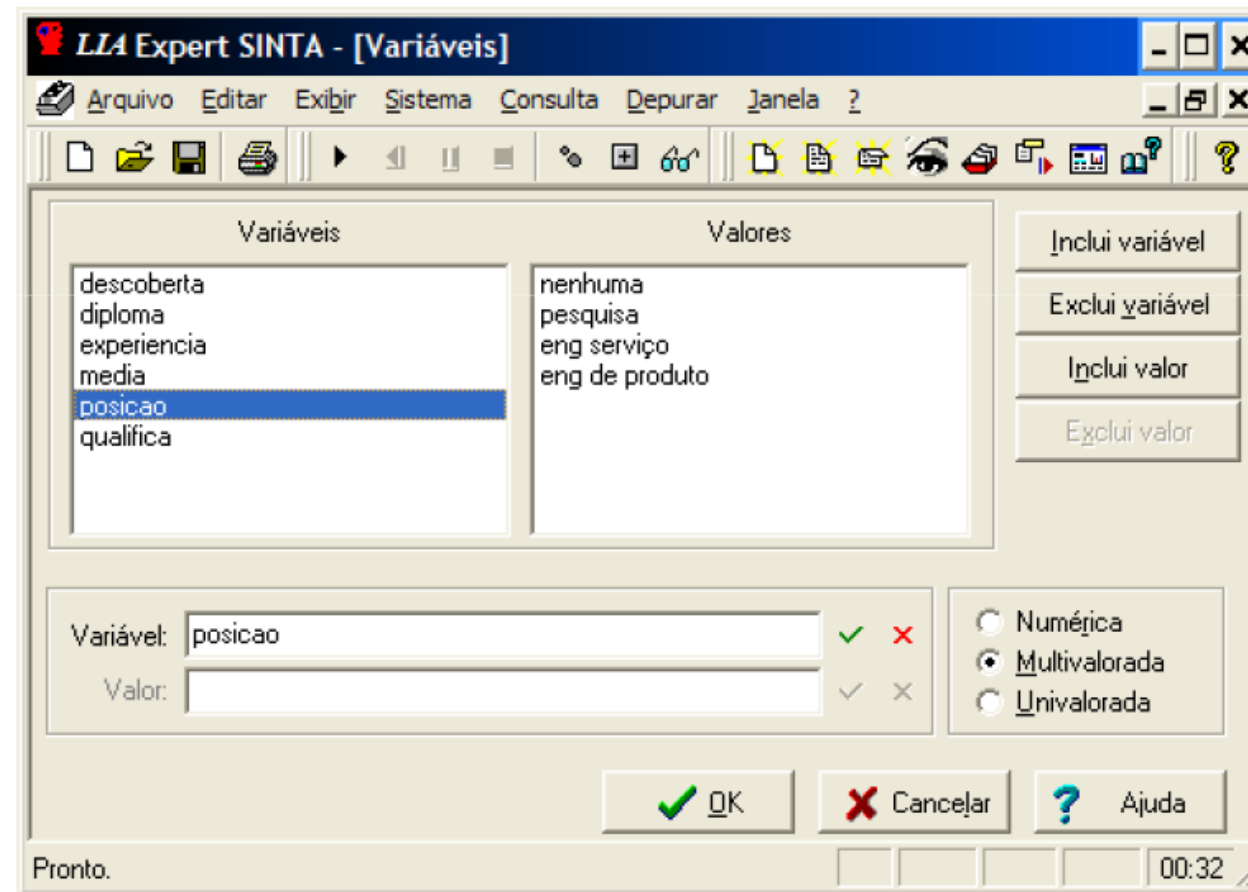 LIA Expert SINTA - [Variáveis]
Arquivo Editar Exibir Sistema Consulta Depurar Janela ?
Variáveis Valores
Inclui variável
descoberta
diploma
experiencia
media
posicao
qualifica
nenhuma
pesquisa
eng serviço
eng de produto
Exclui variável
Inclui valor
Exclui valor
Variável: posicao
Valor:
Numérica
Multivalorada
Univalorada
OK Cancelar Ajuda
Pronto. 00:32